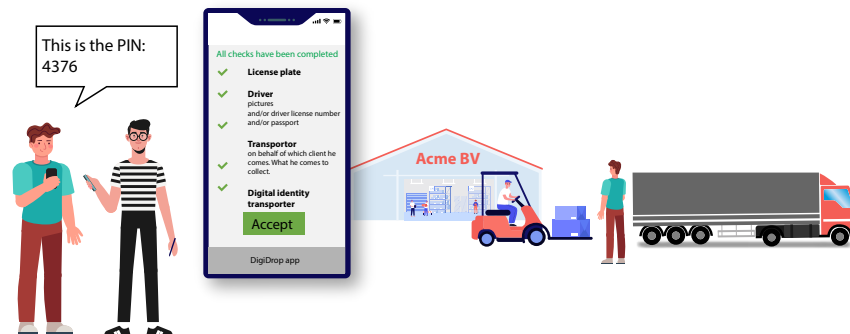 This is the PIN:
4376
All checks have been completed
License plate
Driver
pictures
and/or driver license number
and/or passport
Transportor
on behalf of which client he
comes. What he comes to
collect.
Digital identity
transporter
Accept
DigiDrop app
Acme BV